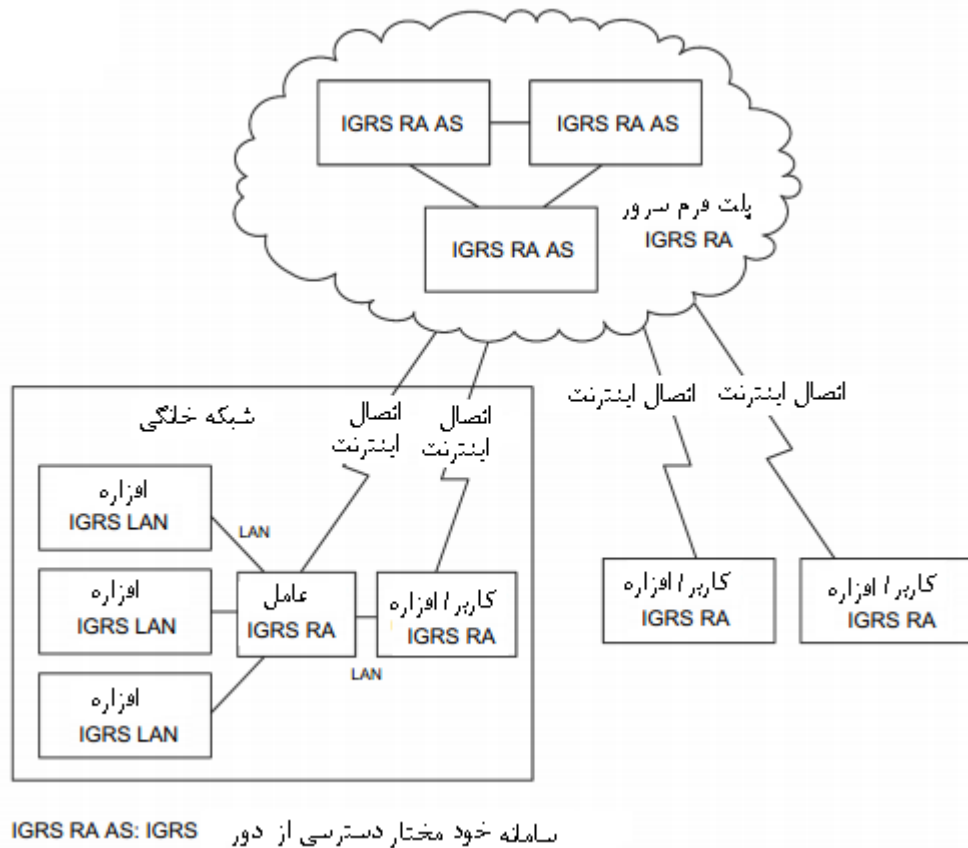 IGRS RA AS
IGRS RA AS
IGRS RA AS
پلت فرم سرور
IGRS RA
اتصال
اینترنت
اتصال
اینترنت
اتصال اینترنت
اتصال اینترنت
شبکه خانگی
افزاره
IGRS LAN
LAN
افزاره
IGRS LAN
افزاره
IGRS LAN
عامل
IGRS RA
کاربر/ افزاره
IGRS RA
LAN
کاربر/ افزاره
IGRS RA
کاربر/ افزاره
IGRS RA
IGRS RA AS: IGRS سامانه خود مختار دسترسی از دور